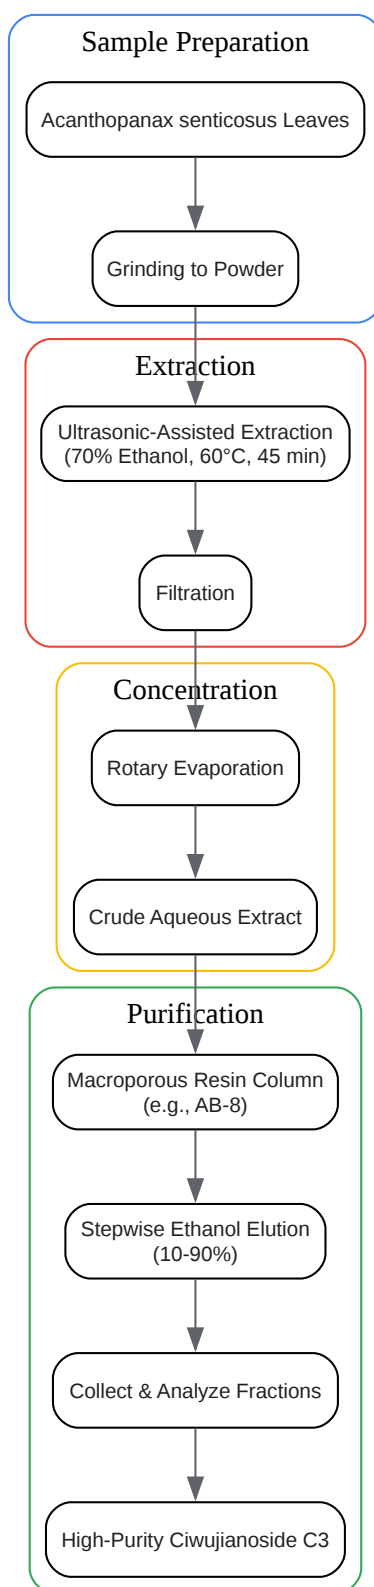 Sample Preparation
Acanthopanax senticosus Leaves
Grinding to Powder
Extraction
Ultrasonic-Assisted Extraction
(70% Ethanol, 60°C, 45 min)
Filtration
Concentration
Rotary Evaporation
Crude Aqueous Extract
Purification
Macroporous Resin Column
(e.g., AB-8)
Stepwise Ethanol Elution
(10-90%)
Collect & Analyze Fractions
High-Purity Ciwujianoside C3